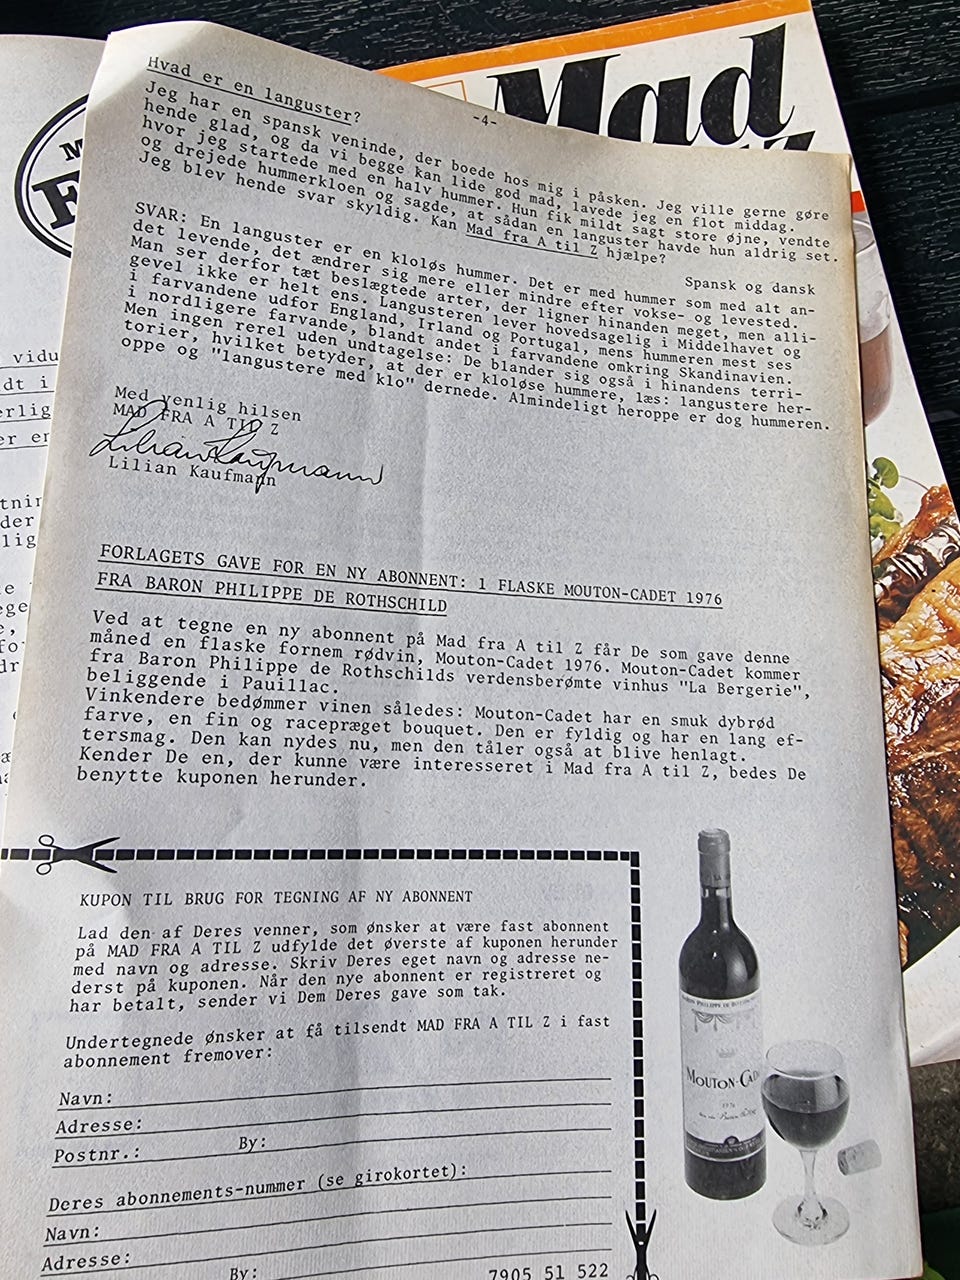 Mad
-4-
Hvad er en languster?
Jeg har en spansk veninde, der boede hos mig i påsken. Jeg ville gerne gøre
hende glad, og da vi begge kan lide god mad, lavede jeg en flot middag.
hvor jeg startede med en halv hummer. Hun fik mildt sagt store øjne, vendte
og drejede hummerkloen og sagde, at sådan en languster havde hun aldrig set.
Jeg blev hende svar skyldig. Kan Mad fra A til Z hjælpe?
Spansk og dansk
SVAR: En languster er en kloløs hummer. Det er med hummer som med alt an-
det levende, det ændrer sig mere eller mindre efter vokse- og levested.
Man ser derfor tæt beslægtede arter, der ligner hinanden meget, men alli-
gevel ikke er helt ens. Langusteren lever hovedsagelig i Middelhavet og
i farvandene udfor England, Irland og Portugal, mens hummeren mest ses
i nordligere farvande, blandt andet i farvandene omkring Skandinavien.
Men ingen rerel uden undtagelse: De blander sig også i hinandens terri-
torier, hvilket betyder, at der er kloløse hummere, læs: langustere her-
oppe og "langustere med klo" dernede. Almindeligt heroppe er dog hummeren.
Med venlig hilsen
MAD FRA A TIL Z
Lilian Kaufmann
Lilian Kaufmann
FORLAGETS GAVE FOR EN NY ABONNENT: 1 FLASKE MOUTON-CADET 1976
FRA BARON PHILIPPE DE ROTHSCHILD
Ved at tegne en ny abonnent på Mad fra A til Z får De som gave denne
måned en flaske fornem rødvin, Mouton-Cadet 1976. Mouton-Cadet kommer
fra Baron Philippe de Rothschilds verdensberømte vinhus "La Bergerie",
beliggende i Pauillac.
Vinkendere bedømmer vinen således: Mouton-Cadet har en smuk dybrød
farve, en fin og racepræget bouquet. Den er fyldig og har en lang ef-
tersmag. Den kan nydes nu, men den tåler også at blive henlagt.
Kender De en, der kunne være interesseret i Mad fra A til Z, bedes De
benytte kuponen herunder.
KUPON TIL BRUG FOR TEGNING AF NY ABONNENT
Lad den af Deres venner, som ønsker at være fast abonnent
på MAD FRA A TIL Z udfylde det øverste af kuponen herunder
med navn og adresse. Skriv Deres eget navn og adresse ne-
derst på kuponen. Når den nye abonnent er registreret og
har betalt, sender vi Dem Deres gave som tak.
Undertegnede ønsker at få tilsendt MAD FRA A TIL Z i fast
abonnement fremover:
Navn:
Adresse:
Postnr.: By:
Deres abonnements-nummer (se girokortet):
Navn:
Adresse:
By:
7905 51 522
BARON PHILIPPE DE ROTHSCHILD
MOUTON-CAD
1976